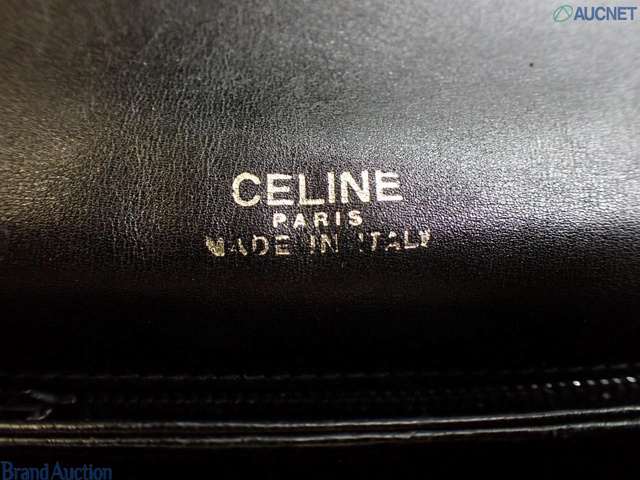 AUCNET
CELINE
PARIS
MADE IN ITALY
Brand Auction